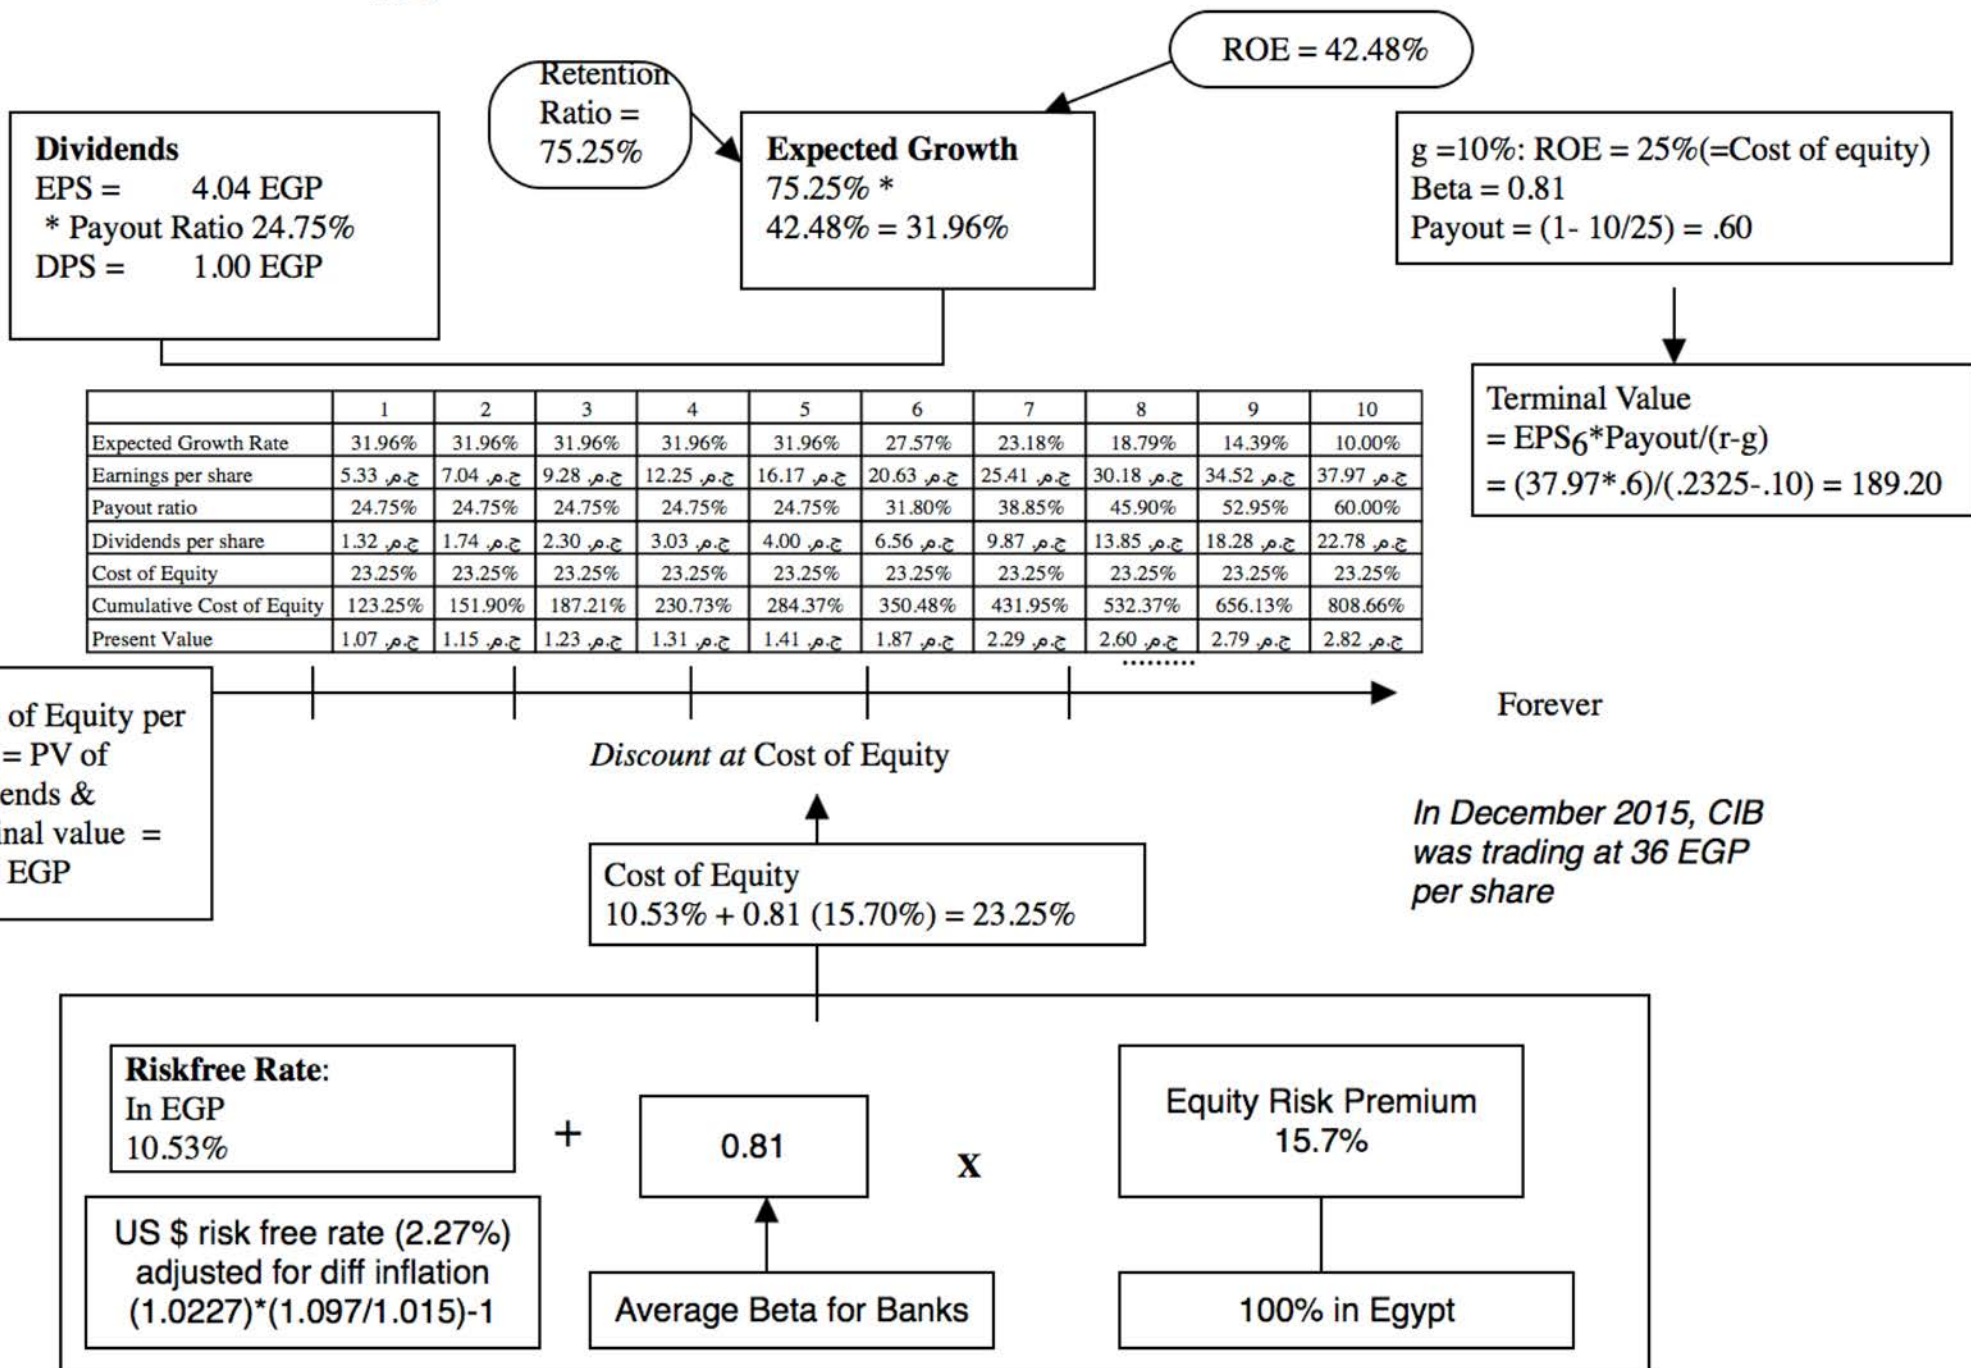 ROE = 42.48%
Retention
Ratio =
75.25%
Dividends
EPS = 4.04 EGP
* Payout Ratio 24.75%
DPS = 1.00 EGP
Expected Growth
75.25% *
42.48% = 31.96%
g =10%: ROE = 25%(=Cost of equity)
Beta = 0.81
Payout = (1- 10/25) = .60
Terminal Value
= EPS6*Payout/(r-g)
= (37.97*.6)/(.2325-.10) = 189.20
1 2 3 4 5 6 7 8 9 10
Expected Growth Rate 31.96% 31.96% 31.96% 31.96% 31.96% 27.57% 23.18% 18.79% 14.39% 10.00%
Earnings per share 5.33 ج.م. 7.04 ج.م. 9.28 ج.م. 12.25 ج.م. 16.17 ج.م. 20.63 ج.م. 25.41 ج.م. 30.18 ج.م. 34.52 ج.م. 37.97 ج.م.
Payout ratio 24.75% 24.75% 24.75% 24.75% 24.75% 31.80% 38.85% 45.90% 52.95% 60.00%
Dividends per share 1.32 ج.م. 1.74 ج.م. 2.30 ج.م. 3.03 ج.م. 4.00 ج.م. 6.56 ج.م. 9.87 ج.م. 13.85 ج.م. 18.28 ج.م. 22.78 ج.م.
Cost of Equity 23.25% 23.25% 23.25% 23.25% 23.25% 23.25% 23.25% 23.25% 23.25% 23.25%
Cumulative Cost of Equity 123.25% 151.90% 187.21% 230.73% 284.37% 350.48% 431.95% 532.37% 656.13% 808.66%
Present Value 1.07 ج.م. 1.15 ج.م. 1.23 ج.م. 1.31 ج.م. 1.41 ج.م. 1.87 ج.م. 2.29 ج.م. 2.60 ج.م. 2.79 ج.م. 2.82 ج.م.
.........
of Equity per
= PV of
ends &
nal value =
EGP
Forever
Discount at Cost of Equity
In December 2015, CIB
was trading at 36 EGP
per share
Cost of Equity
10.53% + 0.81 (15.70%) = 23.25%
Riskfree Rate:
In EGP
10.53%
+
0.81
X
Equity Risk Premium
15.7%
US $ risk free rate (2.27%)
adjusted for diff inflation
(1.0227)*(1.097/1.015)-1
Average Beta for Banks
100% in Egypt